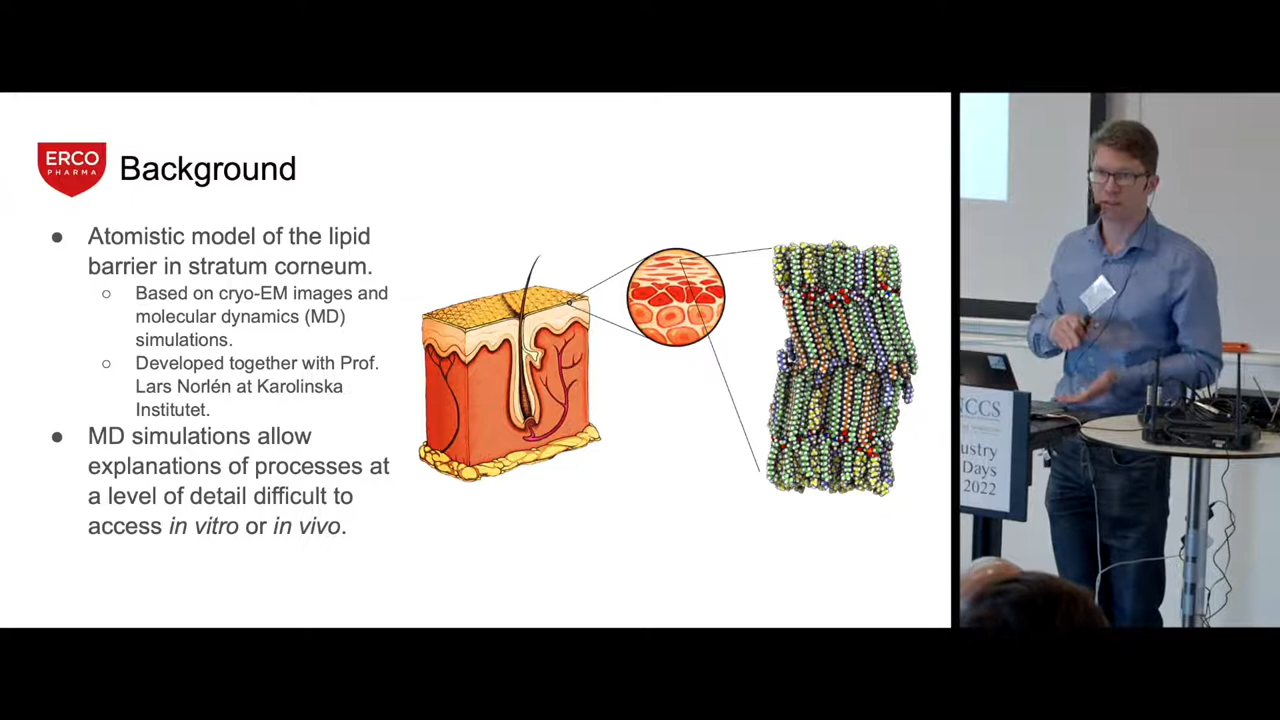 ERCO
PHARMA
Background
● Atomistic model of the lipid
barrier in stratum corneum.
○ Based on cryo-EM images and
molecular dynamics (MD)
simulations.
○ Developed together with Prof.
Lars Norlén at Karolinska
Institutet.
● MD simulations allow
explanations of processes at
a level of detail difficult to
access in vitro or in vivo.
NCCS
ustry
Days
2022